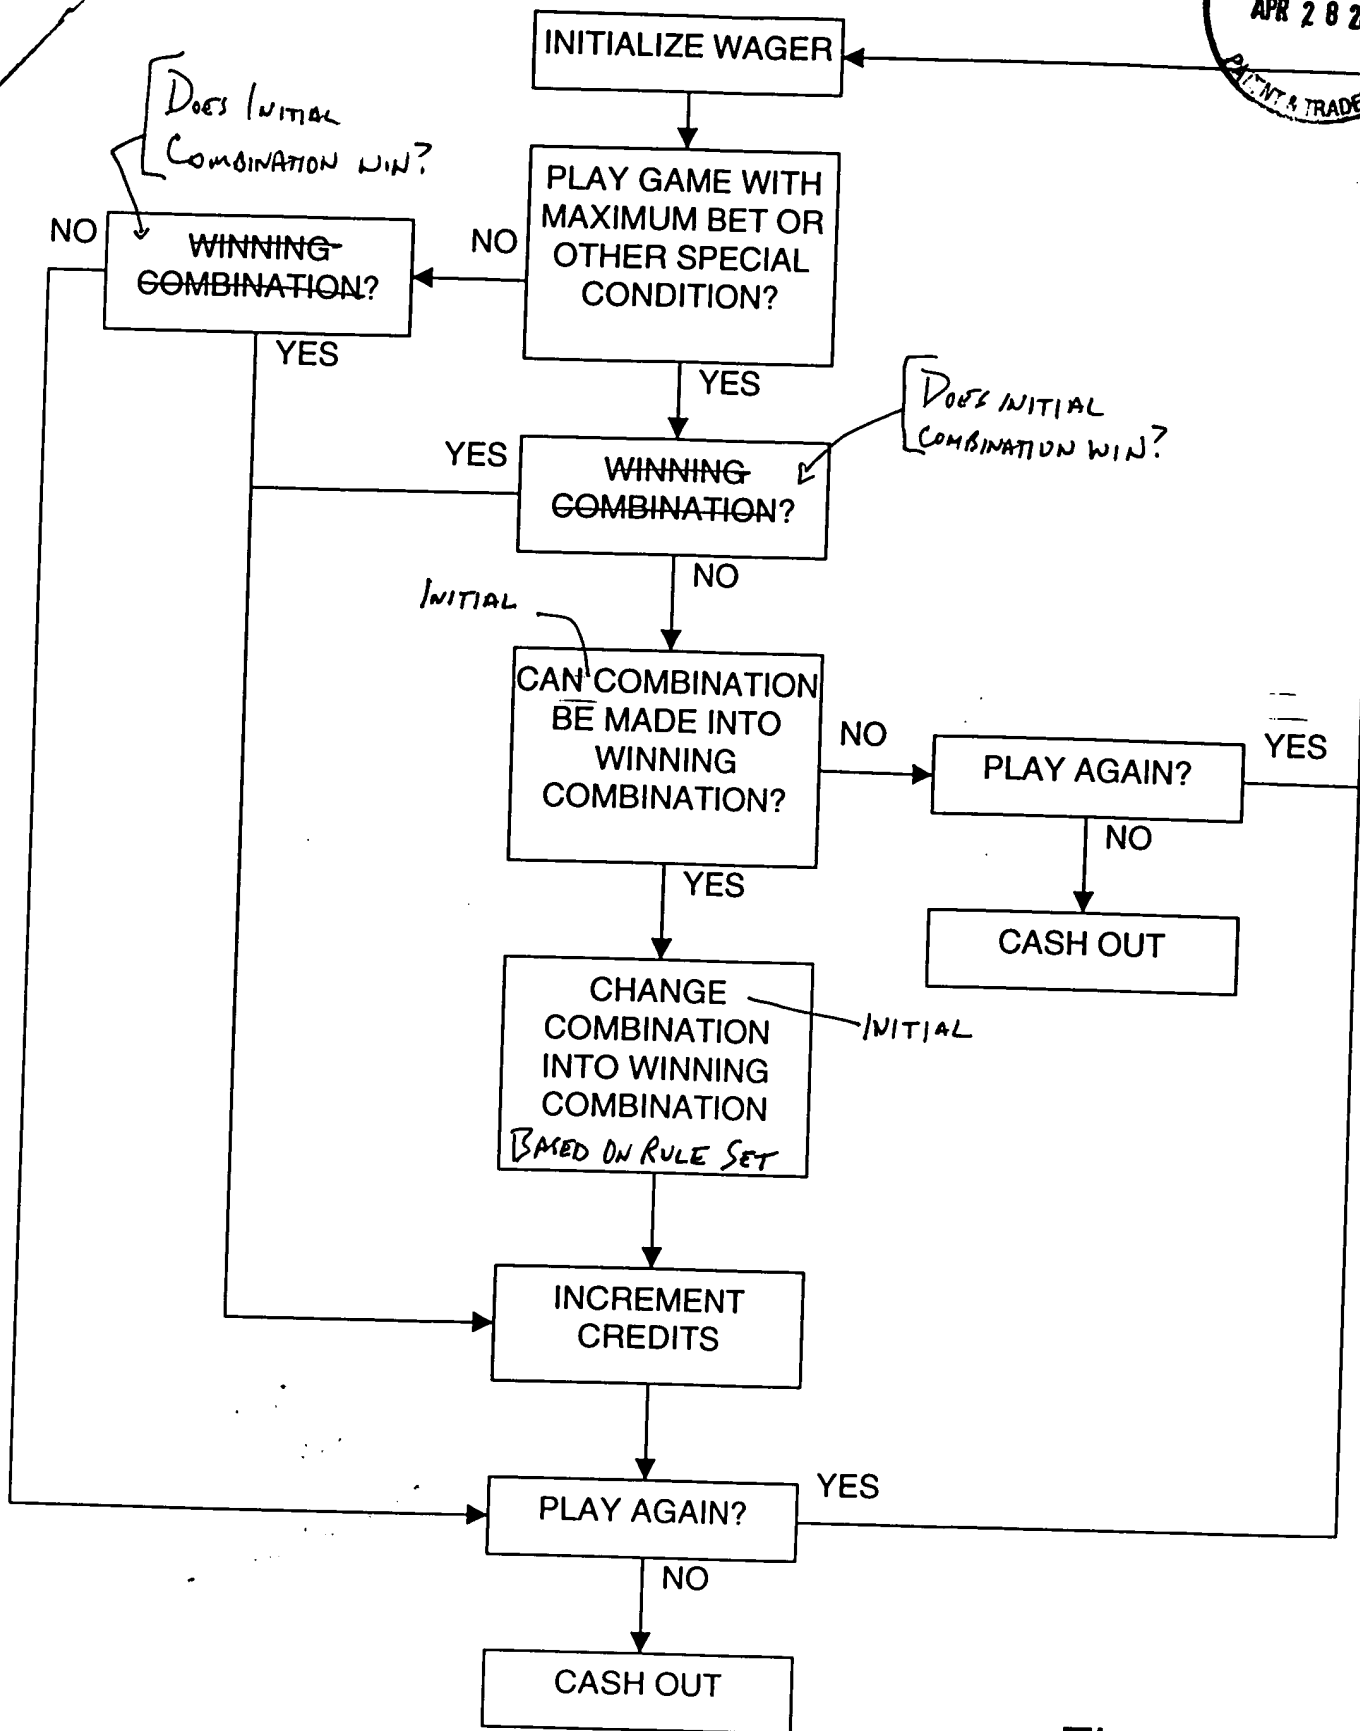 APR 2 8 2
PATENT & TRADE
INITIALIZE WAGER
DOES INITIAL
COMBINATION WIN?
PLAY GAME WITH
MAXIMUM BET OR
OTHER SPECIAL
CONDITION?
NO
NO
WINNING
COMBINATION?
YES
YES
DOES INITIAL
COMBINATION WIN?
YES
WINNING
COMBINATION?
NO
INITIAL
CAN COMBINATION
BE MADE INTO
WINNING
COMBINATION?
NO
PLAY AGAIN?
YES
NO
YES
CASH OUT
CHANGE
COMBINATION
INTO WINNING
COMBINATION
BASED ON RULE SET
INITIAL
INCREMENT
CREDITS
PLAY AGAIN?
YES
NO
CASH OUT